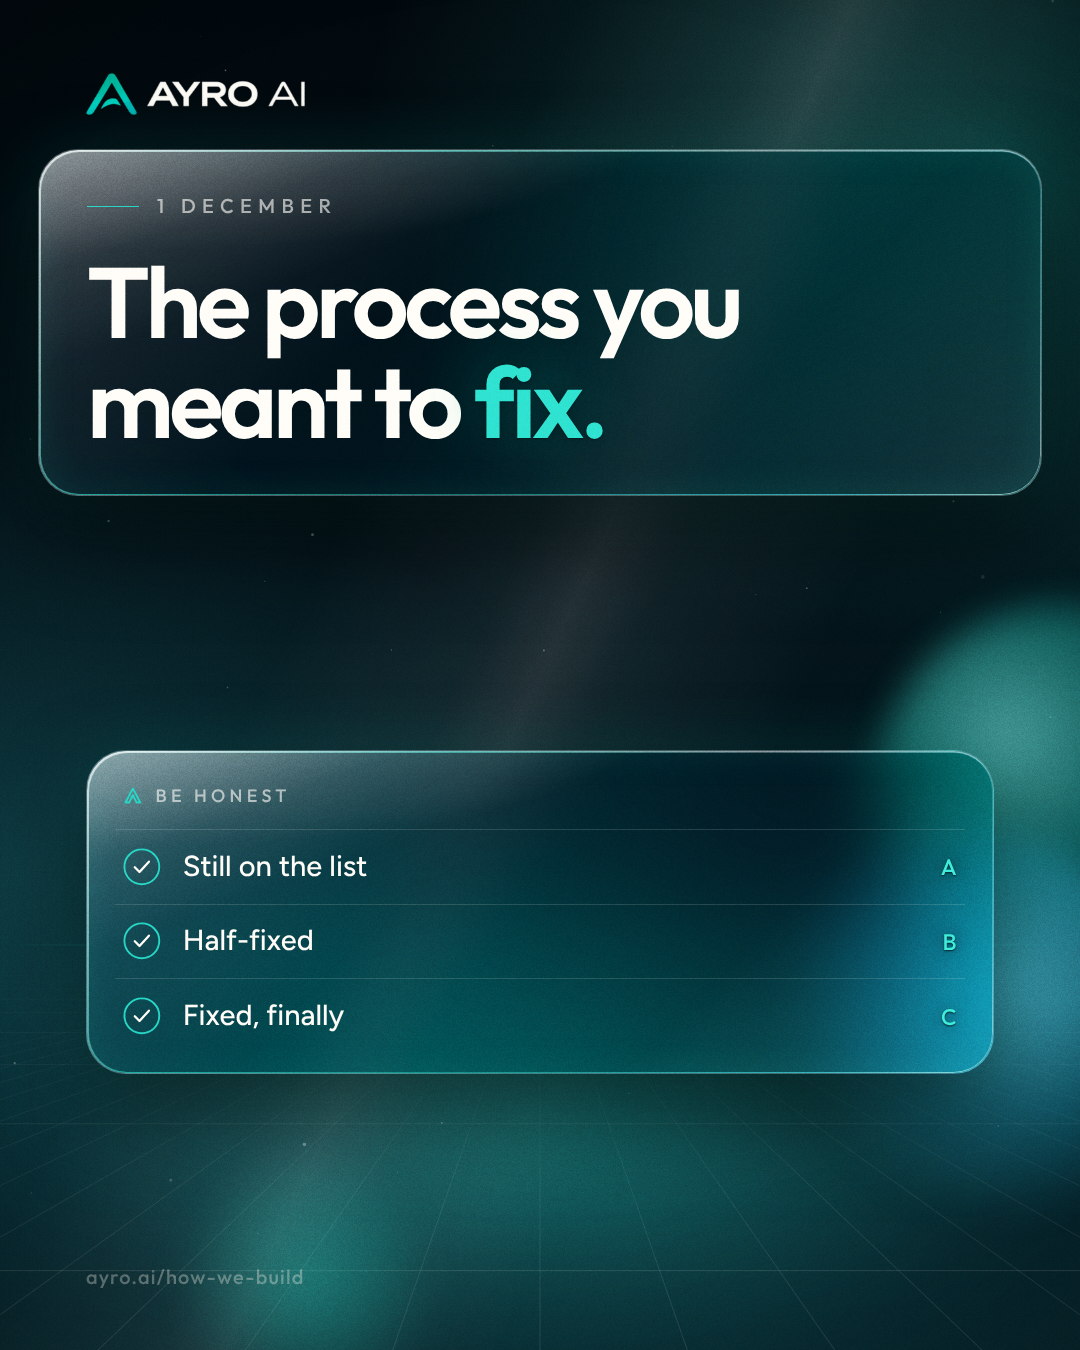 AYRO AI
1 DECEMBER
The process you
meant to fix.
BE HONEST
Still on the list A
Half-fixed B
Fixed, finally C
ayro.ai/how-we-build